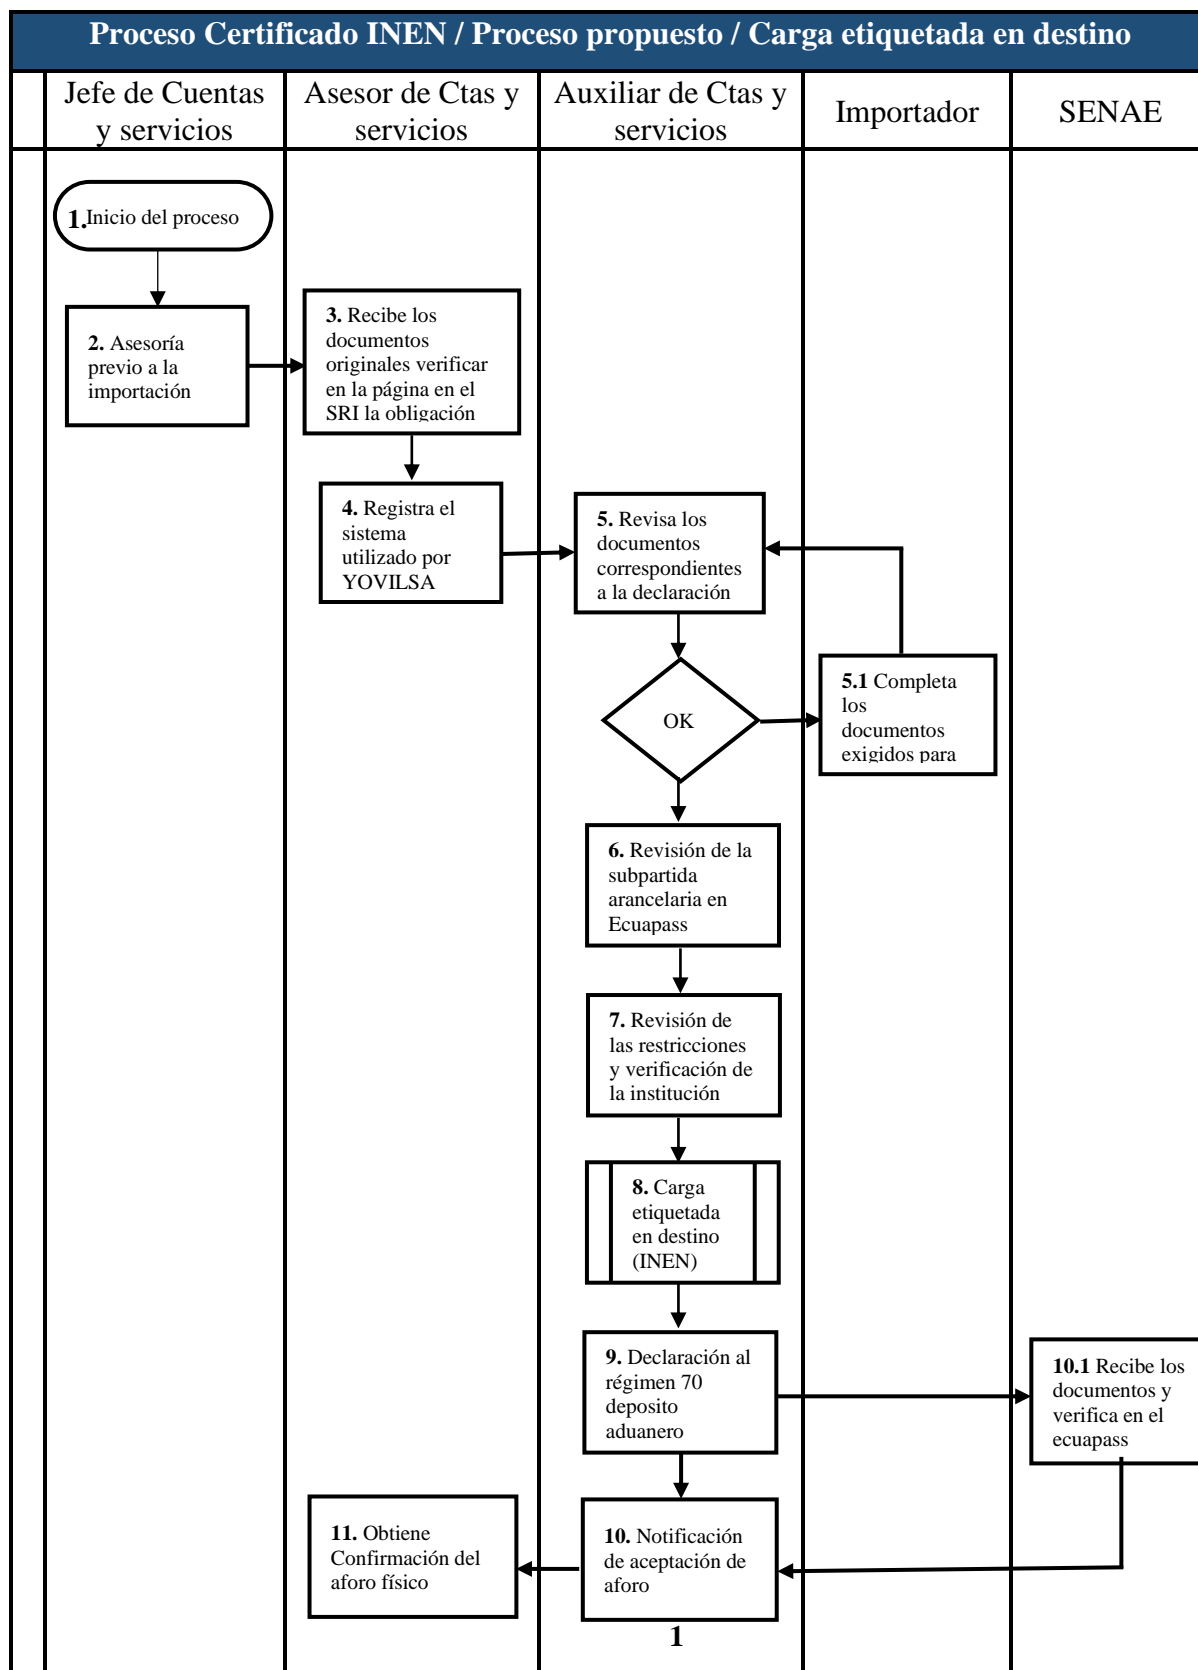 Proceso Certificado INEN / Proceso propuesto / Carga etiquetada en destino
Jefe de Cuentas
y servicios
Asesor de Ctas y
servicios
Auxiliar de Ctas y
servicios
Importador
SENAE
1.Inicio del proceso
2. Asesoría
previo a la
importación
3. Recibe los
documentos
originales verificar
en la página en el
SRI la obligación
4. Registra el
sistema
utilizado por
YOVILSA
5. Revisa los
documentos
correspondientes
a la declaración
OK
5.1 Completa
los
documentos
exigidos para
6. Revisión de la
subpartida
arancelaria en
Ecuapass
7. Revisión de
las restricciones
y verificación de
la institución
8. Carga
etiquetada
en destino
(INEN)
9. Declaración al
régimen 70
deposito
aduanero
10.1 Recibe los
documentos y
verifica en el
ecuapass
11. Obtiene
Confirmación del
aforo físico
10. Notificación
de aceptación de
aforo
1